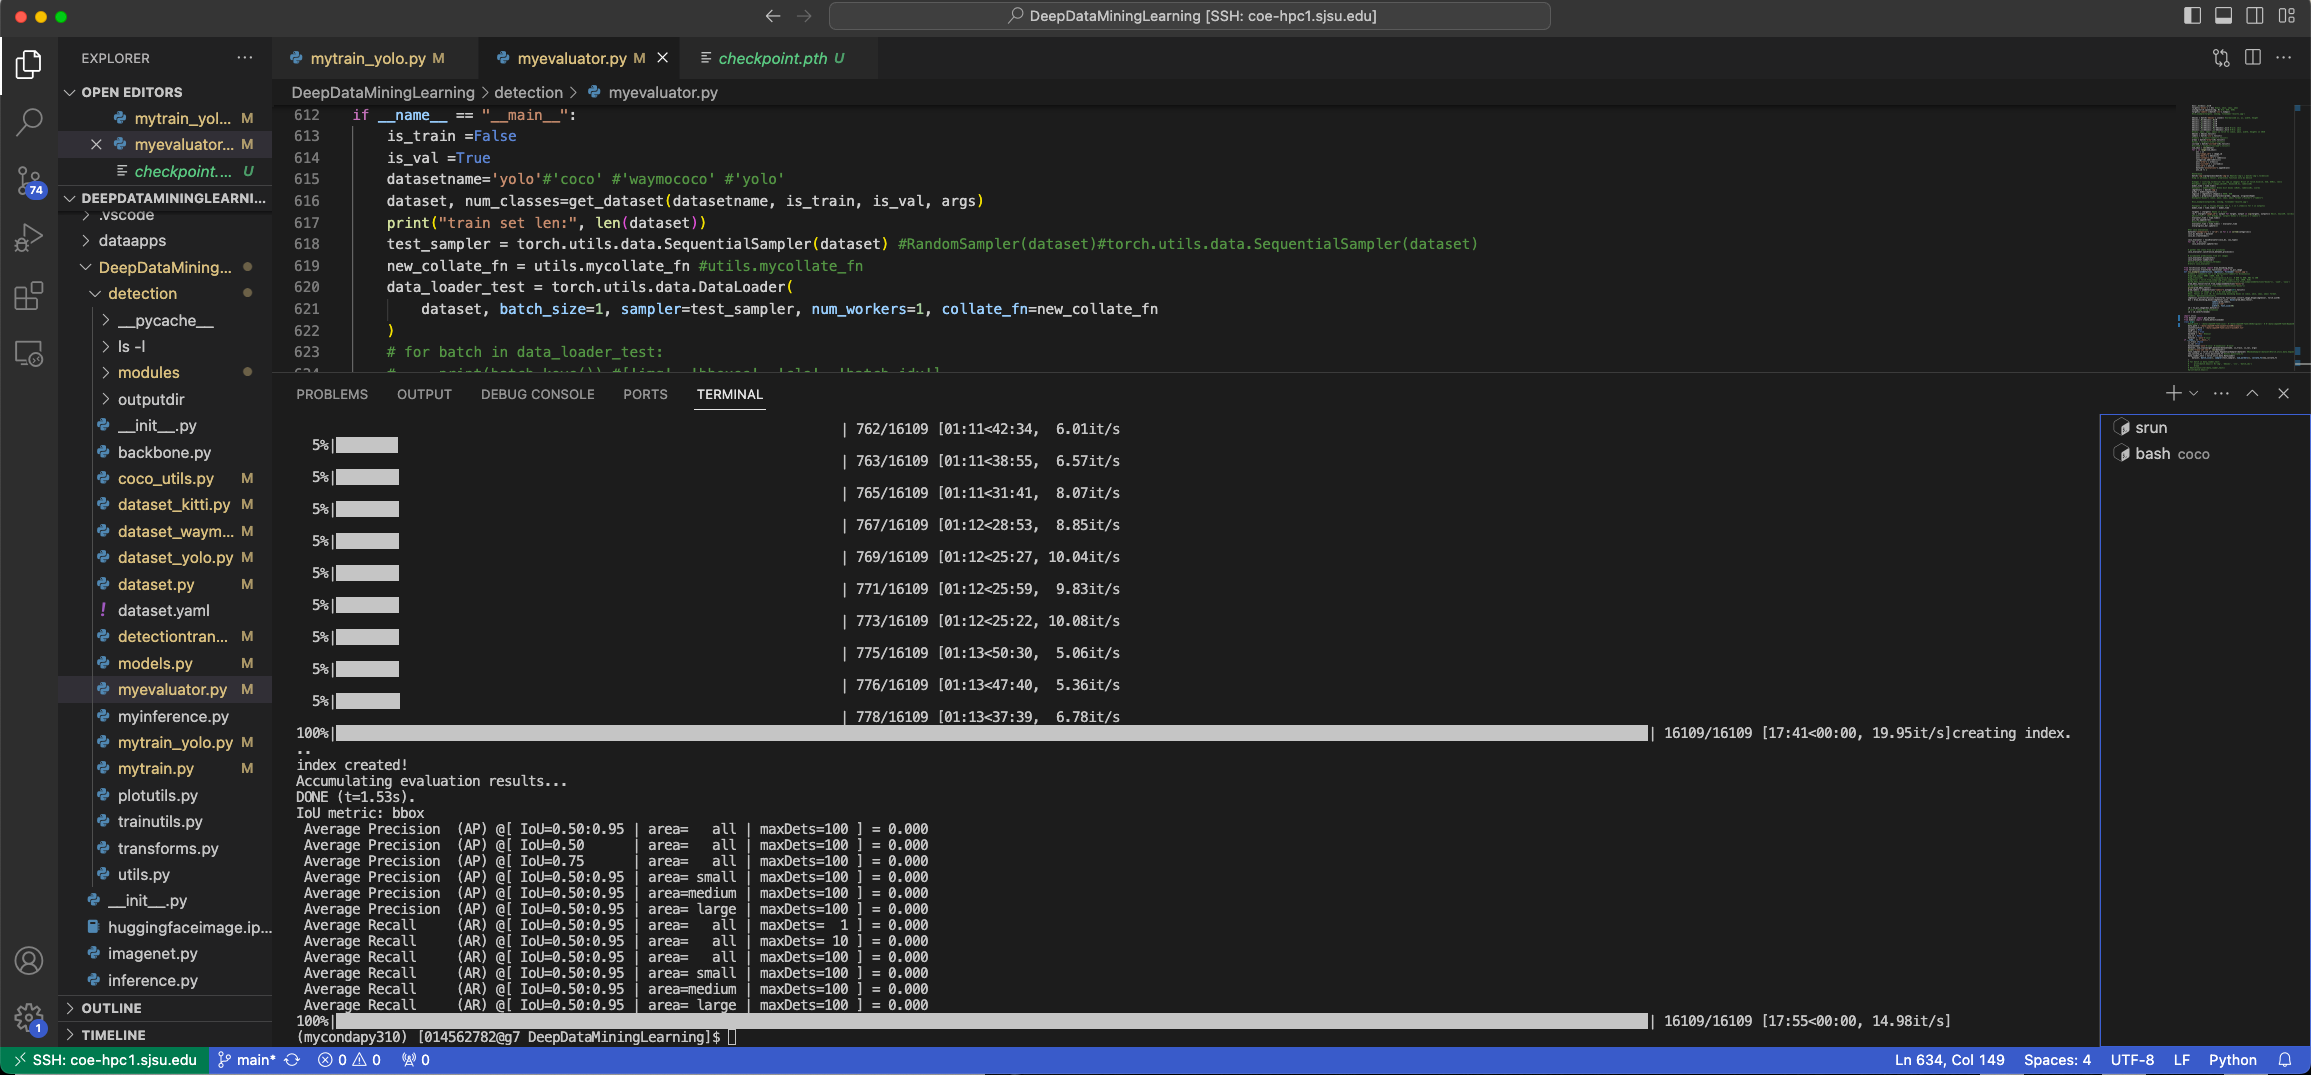 DeepDataMiningLearning [SSH: coe-hpc1.sjsu.edu]
EXPLORER
mytrain_yolo.py M
myevaluator.py M
checkpoint.pth U
OPEN EDITORS
mytrain_yol... M
myevaluator... M
checkpoint.... U
DEEPDATAMININGLEARNI...
.vscode
dataapps
DeepDataMining...
detection
__pycache__
ls -l
modules
outputdir
__init__.py
backbone.py
coco_utils.py M
dataset_kitti.py M
dataset_waym... M
dataset_yolo.py M
dataset.py M
dataset.yaml
detectiontran... M
models.py M
myevaluator.py M
myinference.py
mytrain_yolo.py M
mytrain.py M
plotutils.py
trainutils.py
transforms.py
utils.py
__init__.py
huggingfaceimage.ip...
imagenet.py
inference.py
OUTLINE
TIMELINE
74
1
DeepDataMiningLearning > detection > myevaluator.py
612 if __name__ == "__main__":
613 is_train =False
614 is_val =True
615 datasetname='yolo'#'coco' #'waymococo' #'yolo'
616 dataset, num_classes=get_dataset(datasetname, is_train, is_val, args)
617 print("train set len:", len(dataset))
618 test_sampler = torch.utils.data.SequentialSampler(dataset) #RandomSampler(dataset)#torch.utils.data.SequentialSampler(dataset)
619 new_collate_fn = utils.mycollate_fn #utils.mycollate_fn
620 data_loader_test = torch.utils.data.DataLoader(
621 dataset, batch_size=1, sampler=test_sampler, num_workers=1, collate_fn=new_collate_fn
622 )
623 # for batch in data_loader_test:
PROBLEMS OUTPUT DEBUG CONSOLE PORTS TERMINAL
| 762/16109 [01:11<42:34, 6.01it/s
5%|
| 763/16109 [01:11<38:55, 6.57it/s
5%|
| 765/16109 [01:11<31:41, 8.07it/s
5%|
| 767/16109 [01:12<28:53, 8.85it/s
5%|
| 769/16109 [01:12<25:27, 10.04it/s
5%|
| 771/16109 [01:12<25:59, 9.83it/s
5%|
| 773/16109 [01:12<25:22, 10.08it/s
5%|
| 775/16109 [01:13<50:30, 5.06it/s
5%|
| 776/16109 [01:13<47:40, 5.36it/s
5%|
| 778/16109 [01:13<37:39, 6.78it/s
100%| | 16109/16109 [17:41<00:00, 19.95it/s]creating index.
..
index created!
Accumulating evaluation results...
DONE (t=1.53s).
IoU metric: bbox
Average Precision (AP) @[ IoU=0.50:0.95 | area= all | maxDets=100 ] = 0.000
Average Precision (AP) @[ IoU=0.50 | area= all | maxDets=100 ] = 0.000
Average Precision (AP) @[ IoU=0.75 | area= all | maxDets=100 ] = 0.000
Average Precision (AP) @[ IoU=0.50:0.95 | area= small | maxDets=100 ] = 0.000
Average Precision (AP) @[ IoU=0.50:0.95 | area=medium | maxDets=100 ] = 0.000
Average Precision (AP) @[ IoU=0.50:0.95 | area= large | maxDets=100 ] = 0.000
Average Recall (AR) @[ IoU=0.50:0.95 | area= all | maxDets= 1 ] = 0.000
Average Recall (AR) @[ IoU=0.50:0.95 | area= all | maxDets= 10 ] = 0.000
Average Recall (AR) @[ IoU=0.50:0.95 | area= all | maxDets=100 ] = 0.000
Average Recall (AR) @[ IoU=0.50:0.95 | area= small | maxDets=100 ] = 0.000
Average Recall (AR) @[ IoU=0.50:0.95 | area=medium | maxDets=100 ] = 0.000
Average Recall (AR) @[ IoU=0.50:0.95 | area= large | maxDets=100 ] = 0.000
100%| | 16109/16109 [17:55<00:00, 14.98it/s]
(mycondapy310) [014562782@g7 DeepDataMiningLearning]$
srun
bash coco
SSH: coe-hpc1.sjsu.edu main* 0 0 0 Ln 634, Col 149 Spaces: 4 UTF-8 LF Python